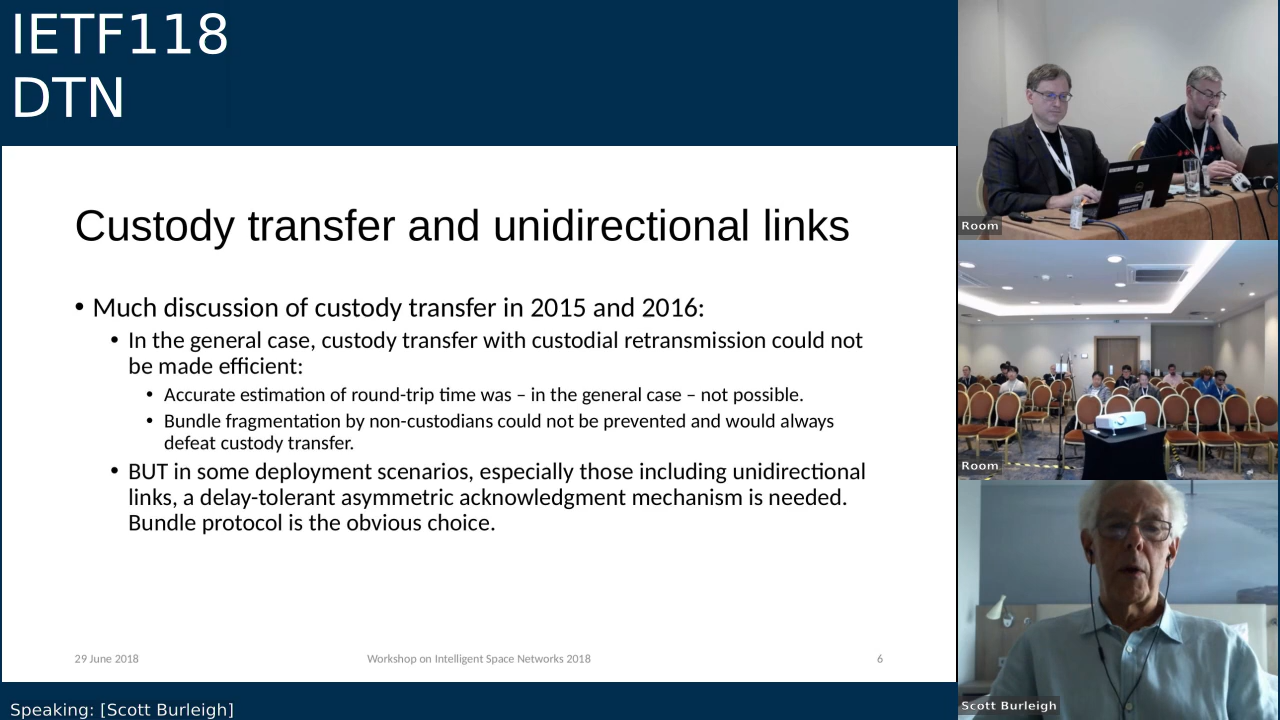 IETF118
DTN
Custody transfer and unidirectional links
• Much discussion of custody transfer in 2015 and 2016:
• In the general case, custody transfer with custodial retransmission could not
be made efficient:
• Accurate estimation of round-trip time was – in the general case – not possible.
• Bundle fragmentation by non-custodians could not be prevented and would always
defeat custody transfer.
• BUT in some deployment scenarios, especially those including unidirectional
links, a delay-tolerant asymmetric acknowledgment mechanism is needed.
Bundle protocol is the obvious choice.
29 June 2018
Workshop on Intelligent Space Networks 2018
6
Speaking: [Scott Burleigh]
Room
Room
Scott Burleigh